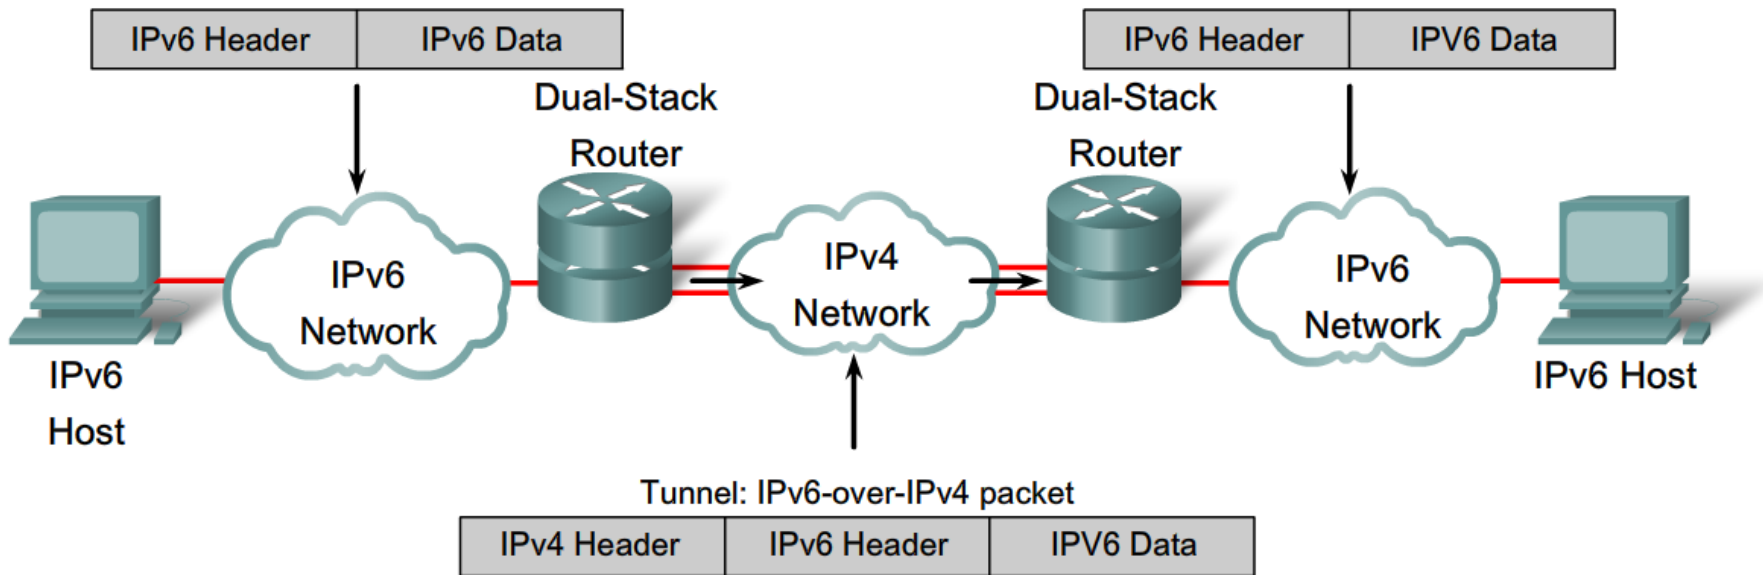 IPv6 Header IPv6 Data
IPv6 Header IPV6 Data
Dual-Stack
Router
Dual-Stack
Router
IPv6
Host
IPv6
Network
IPv4
Network
IPv6
Network
IPv6 Host
Tunnel: IPv6-over-IPv4 packet
IPv4 Header IPv6 Header IPV6 Data